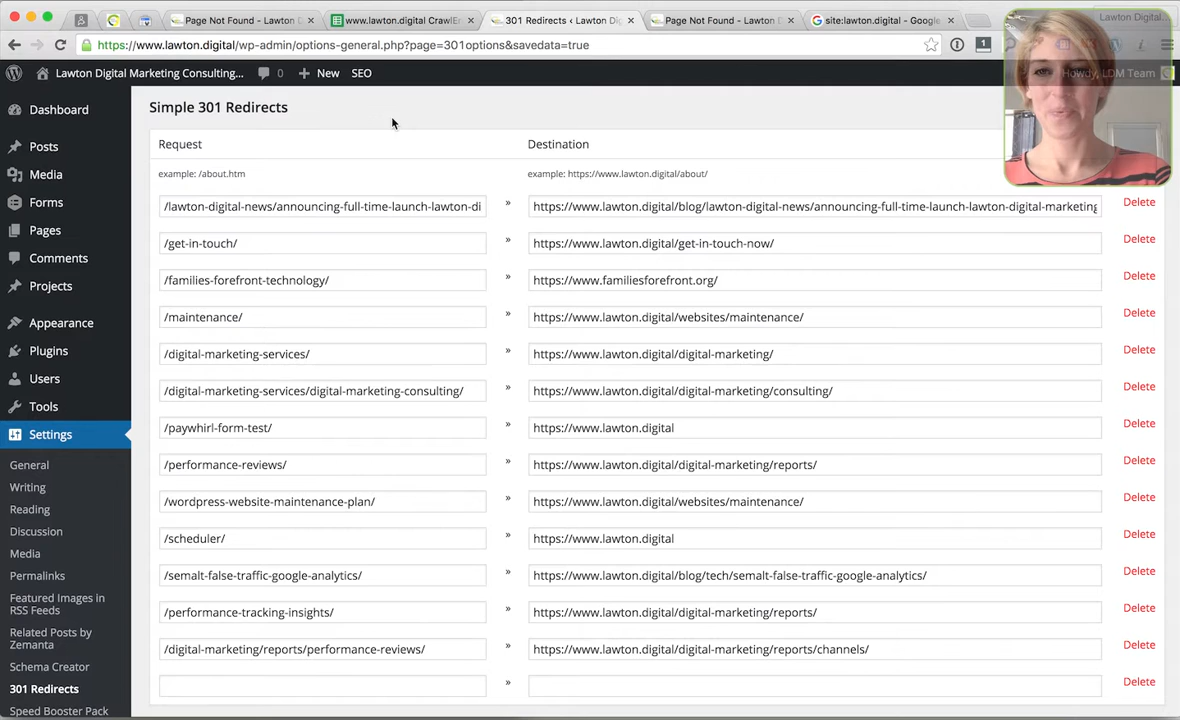 Page Not Found - Lawton D
www.lawton.digital CrawlEr
301 Redirects ‹ Lawton Di
Page Not Found - Lawton D
site:lawton.digital - Google
Lawton Digital...
https://www.lawton.digital/wp-admin/options-general.php?page=301options&savedata=true
1
Lawton Digital Marketing Consulting...
0
New
SEO
Howdy, LDM Team
Dashboard
Posts
Media
Forms
Pages
Comments
Projects
Appearance
Plugins
Users
Tools
Settings
General
Writing
Reading
Discussion
Media
Permalinks
Featured Images in
RSS Feeds
Related Posts by
Zemanta
Schema Creator
301 Redirects
Speed Booster Pack
Simple 301 Redirects
Request Destination
example: /about.htm example: https://www.lawton.digital/about/
/lawton-digital-news/announcing-full-time-launch-lawton-di » https://www.lawton.digital/blog/lawton-digital-news/announcing-full-time-launch-lawton-digital-marketing Delete
/get-in-touch/ » https://www.lawton.digital/get-in-touch-now/ Delete
/families-forefront-technology/ » https://www.familiesforefront.org/ Delete
/maintenance/ » https://www.lawton.digital/websites/maintenance/ Delete
/digital-marketing-services/ » https://www.lawton.digital/digital-marketing/ Delete
/digital-marketing-services/digital-marketing-consulting/ » https://www.lawton.digital/digital-marketing/consulting/ Delete
/paywhirl-form-test/ » https://www.lawton.digital Delete
/performance-reviews/ » https://www.lawton.digital/digital-marketing/reports/ Delete
/wordpress-website-maintenance-plan/ » https://www.lawton.digital/websites/maintenance/ Delete
/scheduler/ » https://www.lawton.digital Delete
/semalt-false-traffic-google-analytics/ » https://www.lawton.digital/blog/tech/semalt-false-traffic-google-analytics/ Delete
/performance-tracking-insights/ » https://www.lawton.digital/digital-marketing/reports/ Delete
/digital-marketing/reports/performance-reviews/ » https://www.lawton.digital/digital-marketing/reports/channels/ Delete
» Delete